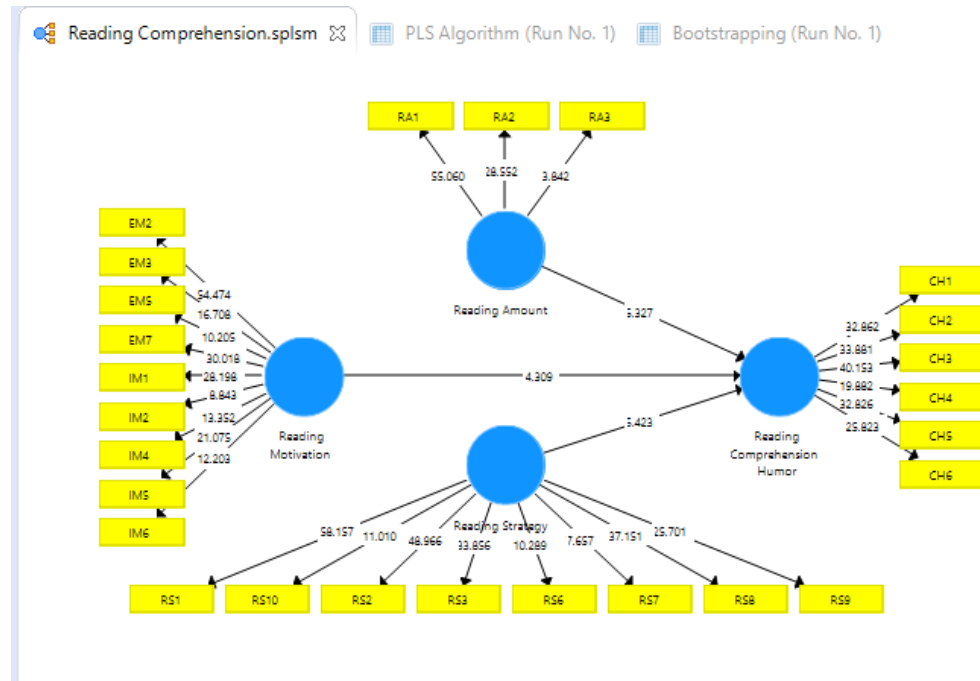 Reading Comprehension.splsm PLS Algorithm (Run No. 1) Bootstrapping (Run No. 1)
RA1 RA2 RA3
55.060 28.552 3.842
Reading Amount
EM2
EM3
EM5
EM7
IM1
IM2
IM4
IM5
IM6
54.474
16.708
10.205
30.018
28.198
8.843
13.352
21.075
12.203
Reading
Motivation
.327
4.309
5.423
CH1
CH2
CH3
CH4
CH5
CH6
32.862
33.881
40.153
19.882
32.826
25.823
Reading
Comprehension
Humor
Reading Strategy
58.157 11.010 48.966 33.856 10.289 7.657 37.151 25.701
RS1 RS10 RS2 RS3 RS6 RS7 RS8 RS9